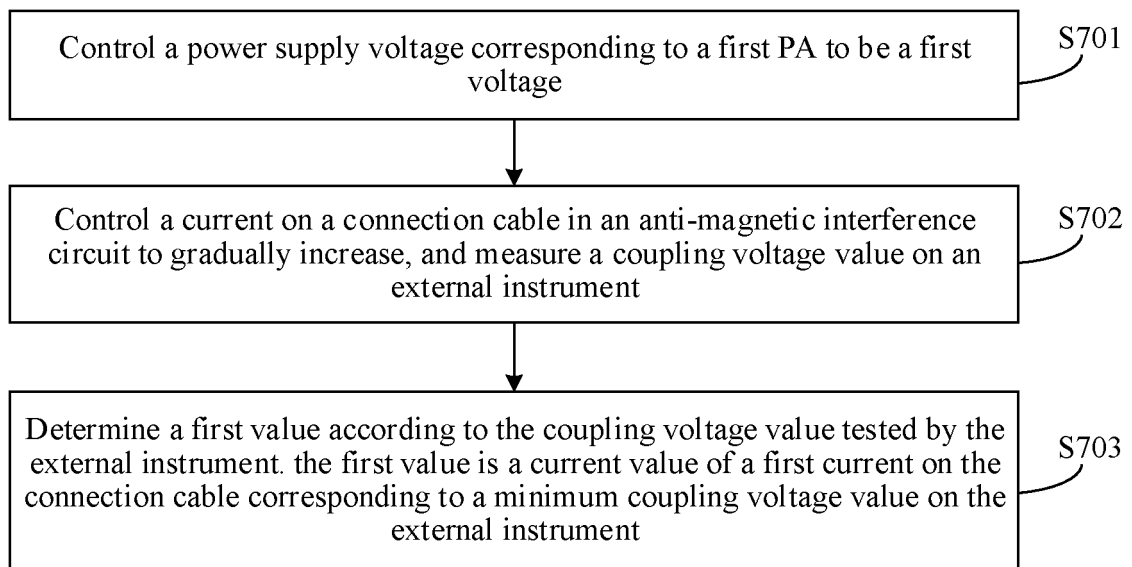 Control a power supply voltage corresponding to a first PA to be a first
voltage
S701
Control a current on a connection cable in an anti-magnetic interference
circuit to gradually increase, and measure a coupling voltage value on an
external instrument
S702
Determine a first value according to the coupling voltage value tested by the
external instrument. the first value is a current value of a first current on the
connection cable corresponding to a minimum coupling voltage value on the
external instrument
S703